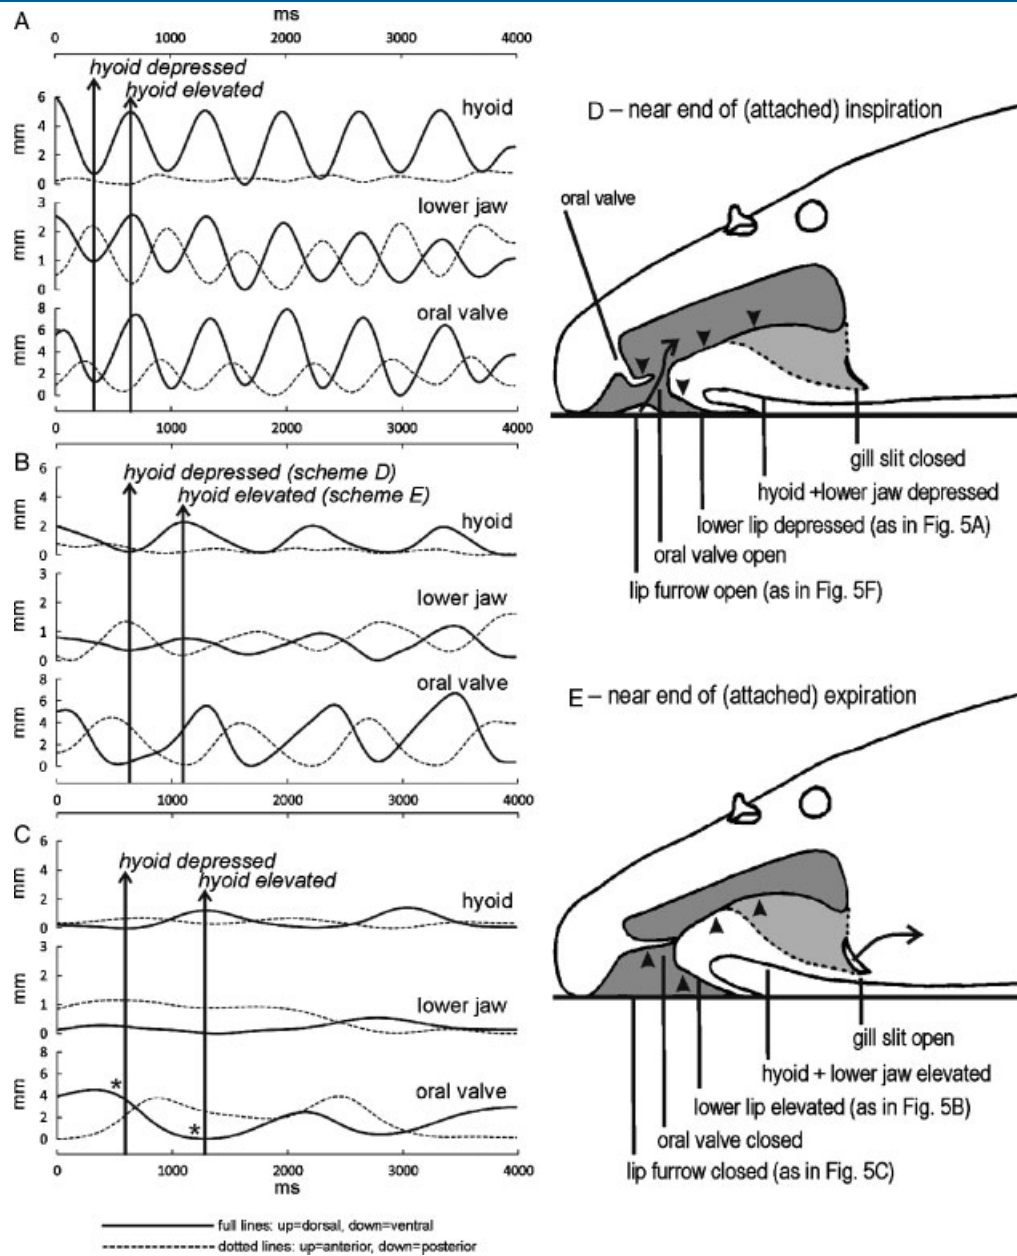 A
ms
0 1000 2000 3000 4000
hyoid depressed
hyoid elevated
hyoid
mm
6
4
2
0
lower jaw
mm
3
2
1
0
oral valve
mm
8
6
4
2
0
B
hyoid depressed (scheme D)
hyoid elevated (scheme E)
hyoid
mm
6
4
2
0
lower jaw
mm
3
2
1
0
oral valve
mm
8
6
4
2
0
0 1000 2000 3000 4000
C
hyoid depressed
hyoid elevated
hyoid
mm
6
4
2
0
lower jaw
mm
3
2
1
0
oral valve
mm
8
6
4
2
0
*
*
0 1000 2000 3000 4000
ms
full lines: up=dorsal, down=ventral
dotted lines: up=anterior, down=posterior
D – near end of (attached) inspiration
oral valve
gill slit closed
hyoid +lower jaw depressed
lower lip depressed (as in Fig. 5A)
oral valve open
lip furrow open (as in Fig. 5F)
E – near end of (attached) expiration
gill slit open
hyoid + lower jaw elevated
lower lip elevated (as in Fig. 5B)
oral valve closed
lip furrow closed (as in Fig. 5C)